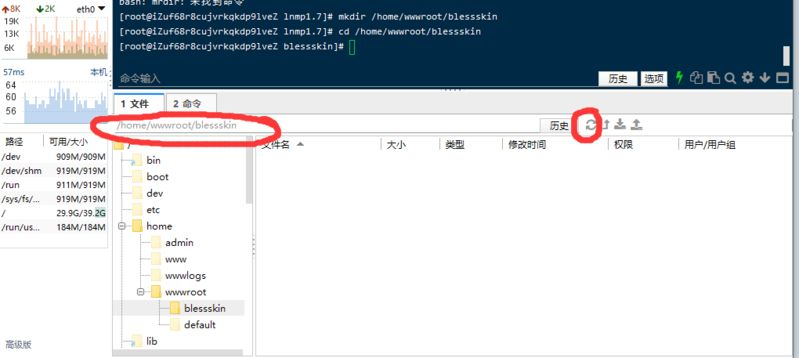 8K 2K eth0
19K
13K
6K
57ms 本机
64
60
56
路径 可用/大小
/dev 909M/909M
/dev/shm 919M/919M
/run 911M/919M
/sys/fs/... 919M/919M
/ 29.9G/39.2G
/run/us... 184M/184M
高级版
bash: mrdir: 未找到命令
[root@iZuf68r8cujvrkqkdp9lveZ lnmp1.7]# mkdir /home/wwwroot/blessskin
[root@iZuf68r8cujvrkqkdp9lveZ lnmp1.7]# cd /home/wwwroot/blessskin
[root@iZuf68r8cujvrkqkdp9lveZ blessskin]#
命令输入 历史 选项
1 文件 2 命令
/home/wwwroot/blessskin 历史
/ 文件名 大小 类型 修改时间 权限 用户/用户组
bin
boot
dev
etc
home
admin
www
wwwlogs
wwwroot
blessskin
default
lib